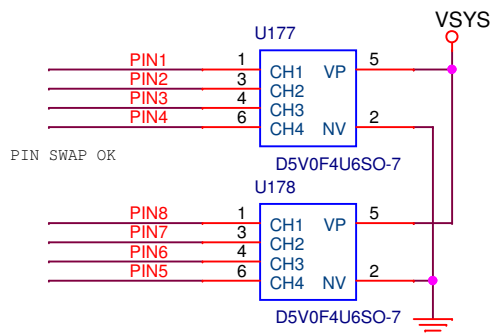 VSYS
U177
PIN1 1 CH1 VP 5
PIN2 3 CH2
PIN3 4 CH3
PIN4 6 CH4 NV 2
PIN SWAP OK
D5V0F4U6SO-7
U178
PIN8 1 CH1 VP 5
PIN7 3 CH2
PIN6 4 CH3
PIN5 6 CH4 NV 2
D5V0F4U6SO-7